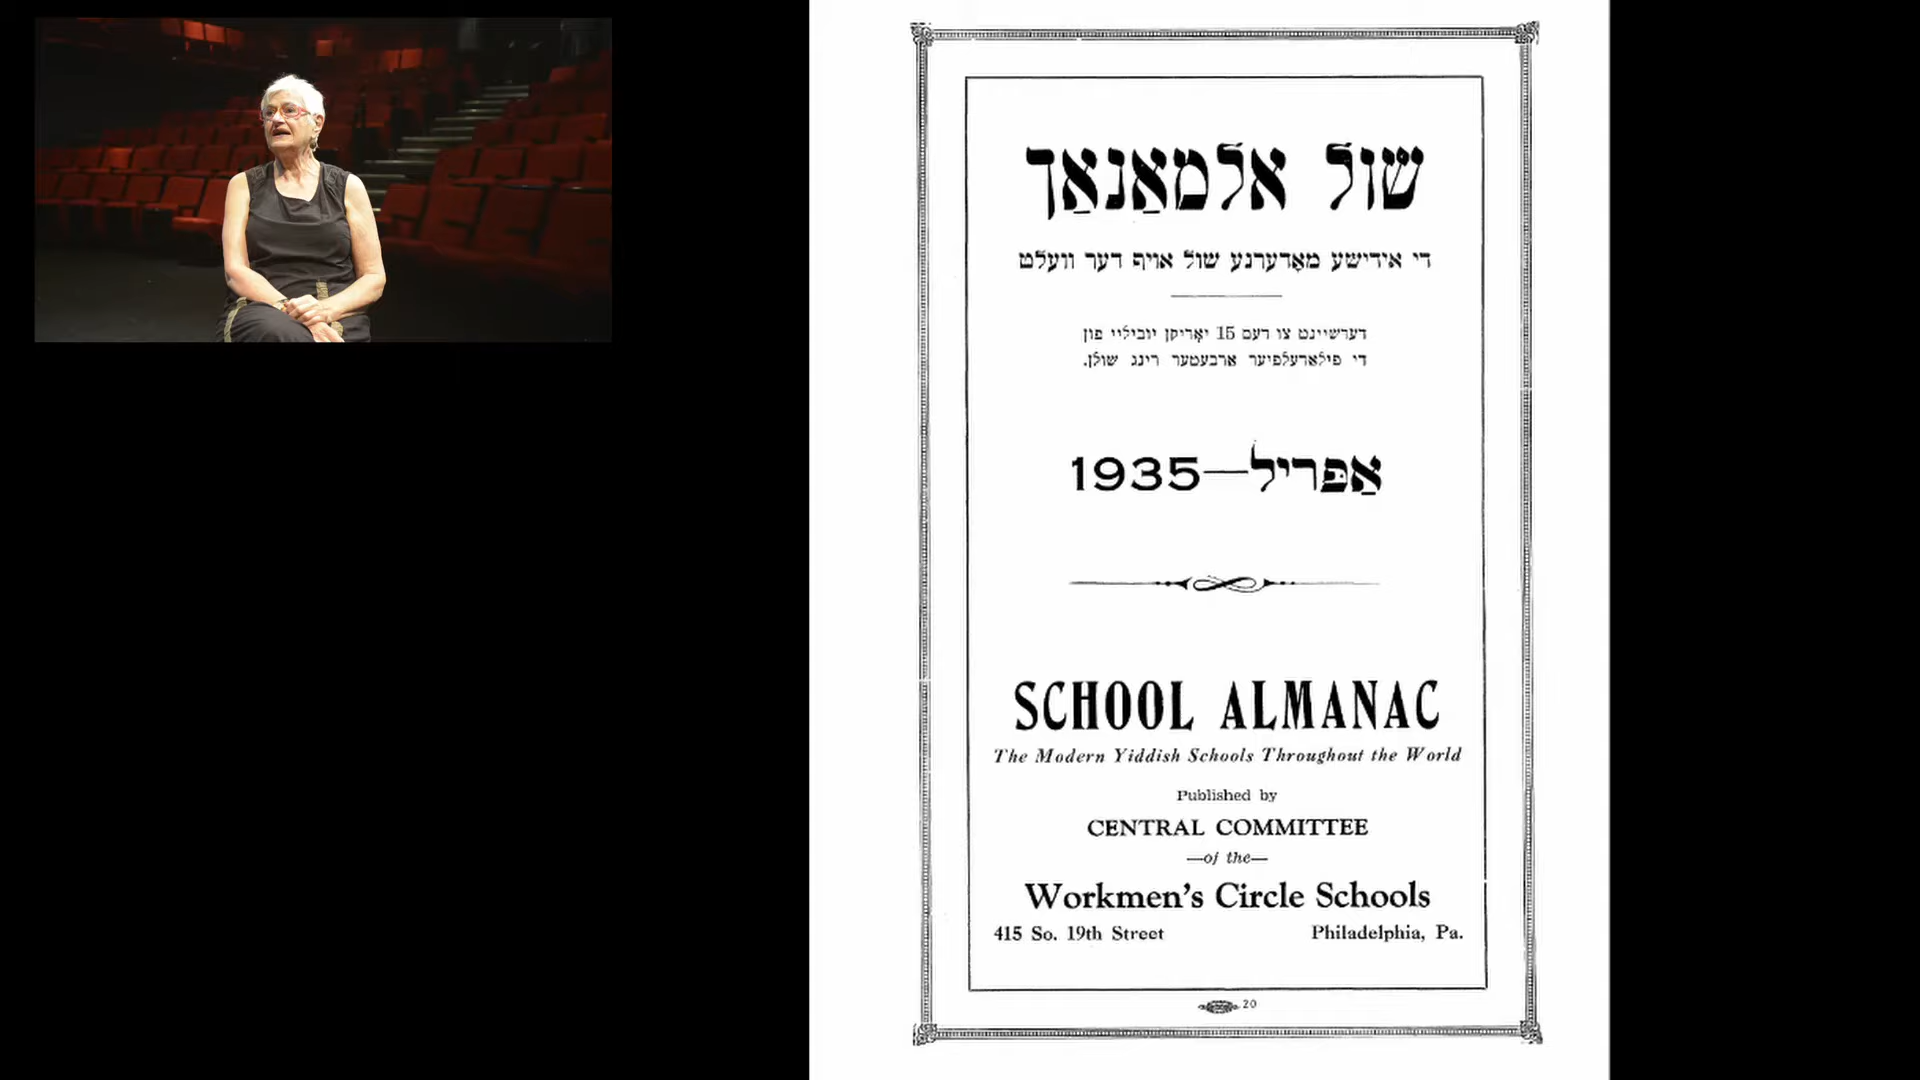 שול אלמאַנאַך
די אידישע מאָדערנע שול אויף דער וועלט
דערשיינט צו דעם 15 יאָריקן יוביליי פון
די פילאדעלפיער ארבעטער רינג שולן.
אַפּריל—1935
SCHOOL ALMANAC
The Modern Yiddish Schools Throughout the World
Published by
CENTRAL COMMITTEE
—of the—
Workmen's Circle Schools
415 So. 19th Street Philadelphia, Pa.
20